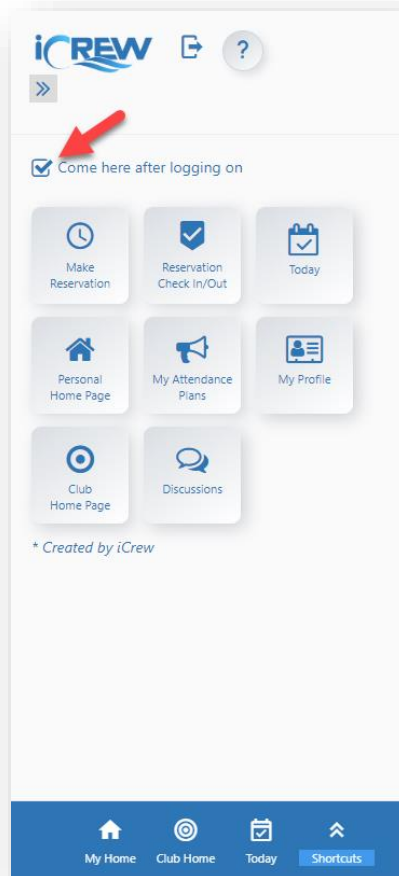 iCREW
?
Come here after logging on
Make
Reservation
Reservation
Check In/Out
Today
Personal
Home Page
My Attendance
Plans
My Profile
Club
Home Page
Discussions
* Created by iCrew
My Home
Club Home
Today
Shortcuts